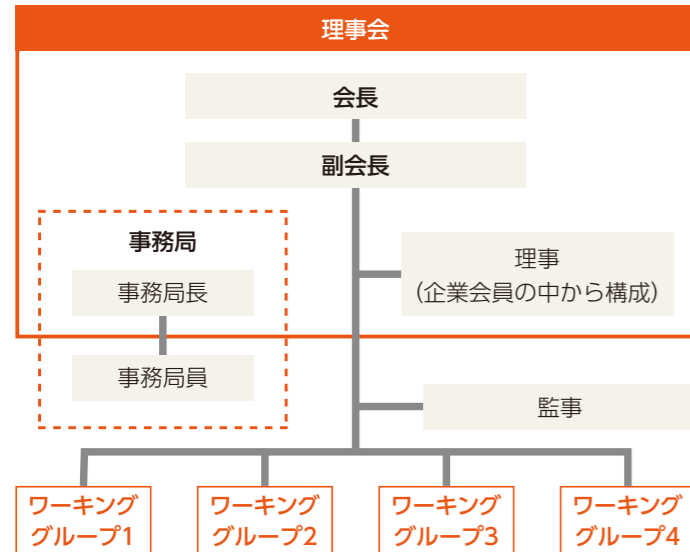 理事会
会長
副会長
事務局
事務局長
事務局員
理事
(企業会員の中から構成)
監事
ワーキング
グループ1
ワーキング
グループ2
ワーキング
グループ3
ワーキング
グループ4